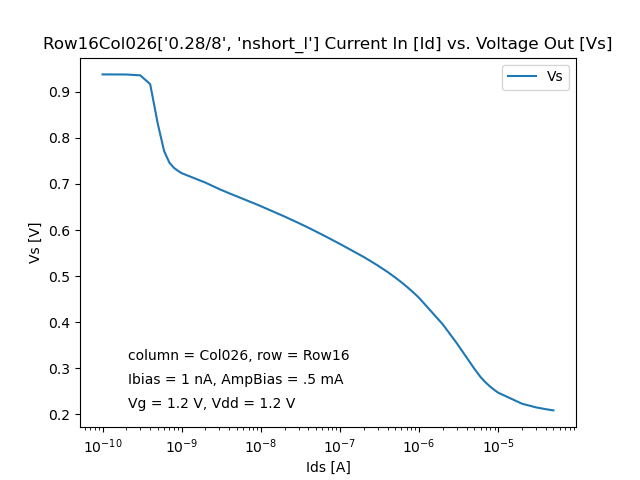 Row16Col026['0.28/8', 'nshort_l'] Current In [Id] vs. Voltage Out [Vs]
Vs
0.9
0.8
0.7
0.6
0.5
0.4
0.3
0.2
Vs [V]
column = Col026, row = Row16
Ibias = 1 nA, AmpBias = .5 mA
Vg = 1.2 V, Vdd = 1.2 V
10⁻¹⁰ 10⁻⁹ 10⁻⁸ 10⁻⁷ 10⁻⁶ 10⁻⁵
Ids [A]